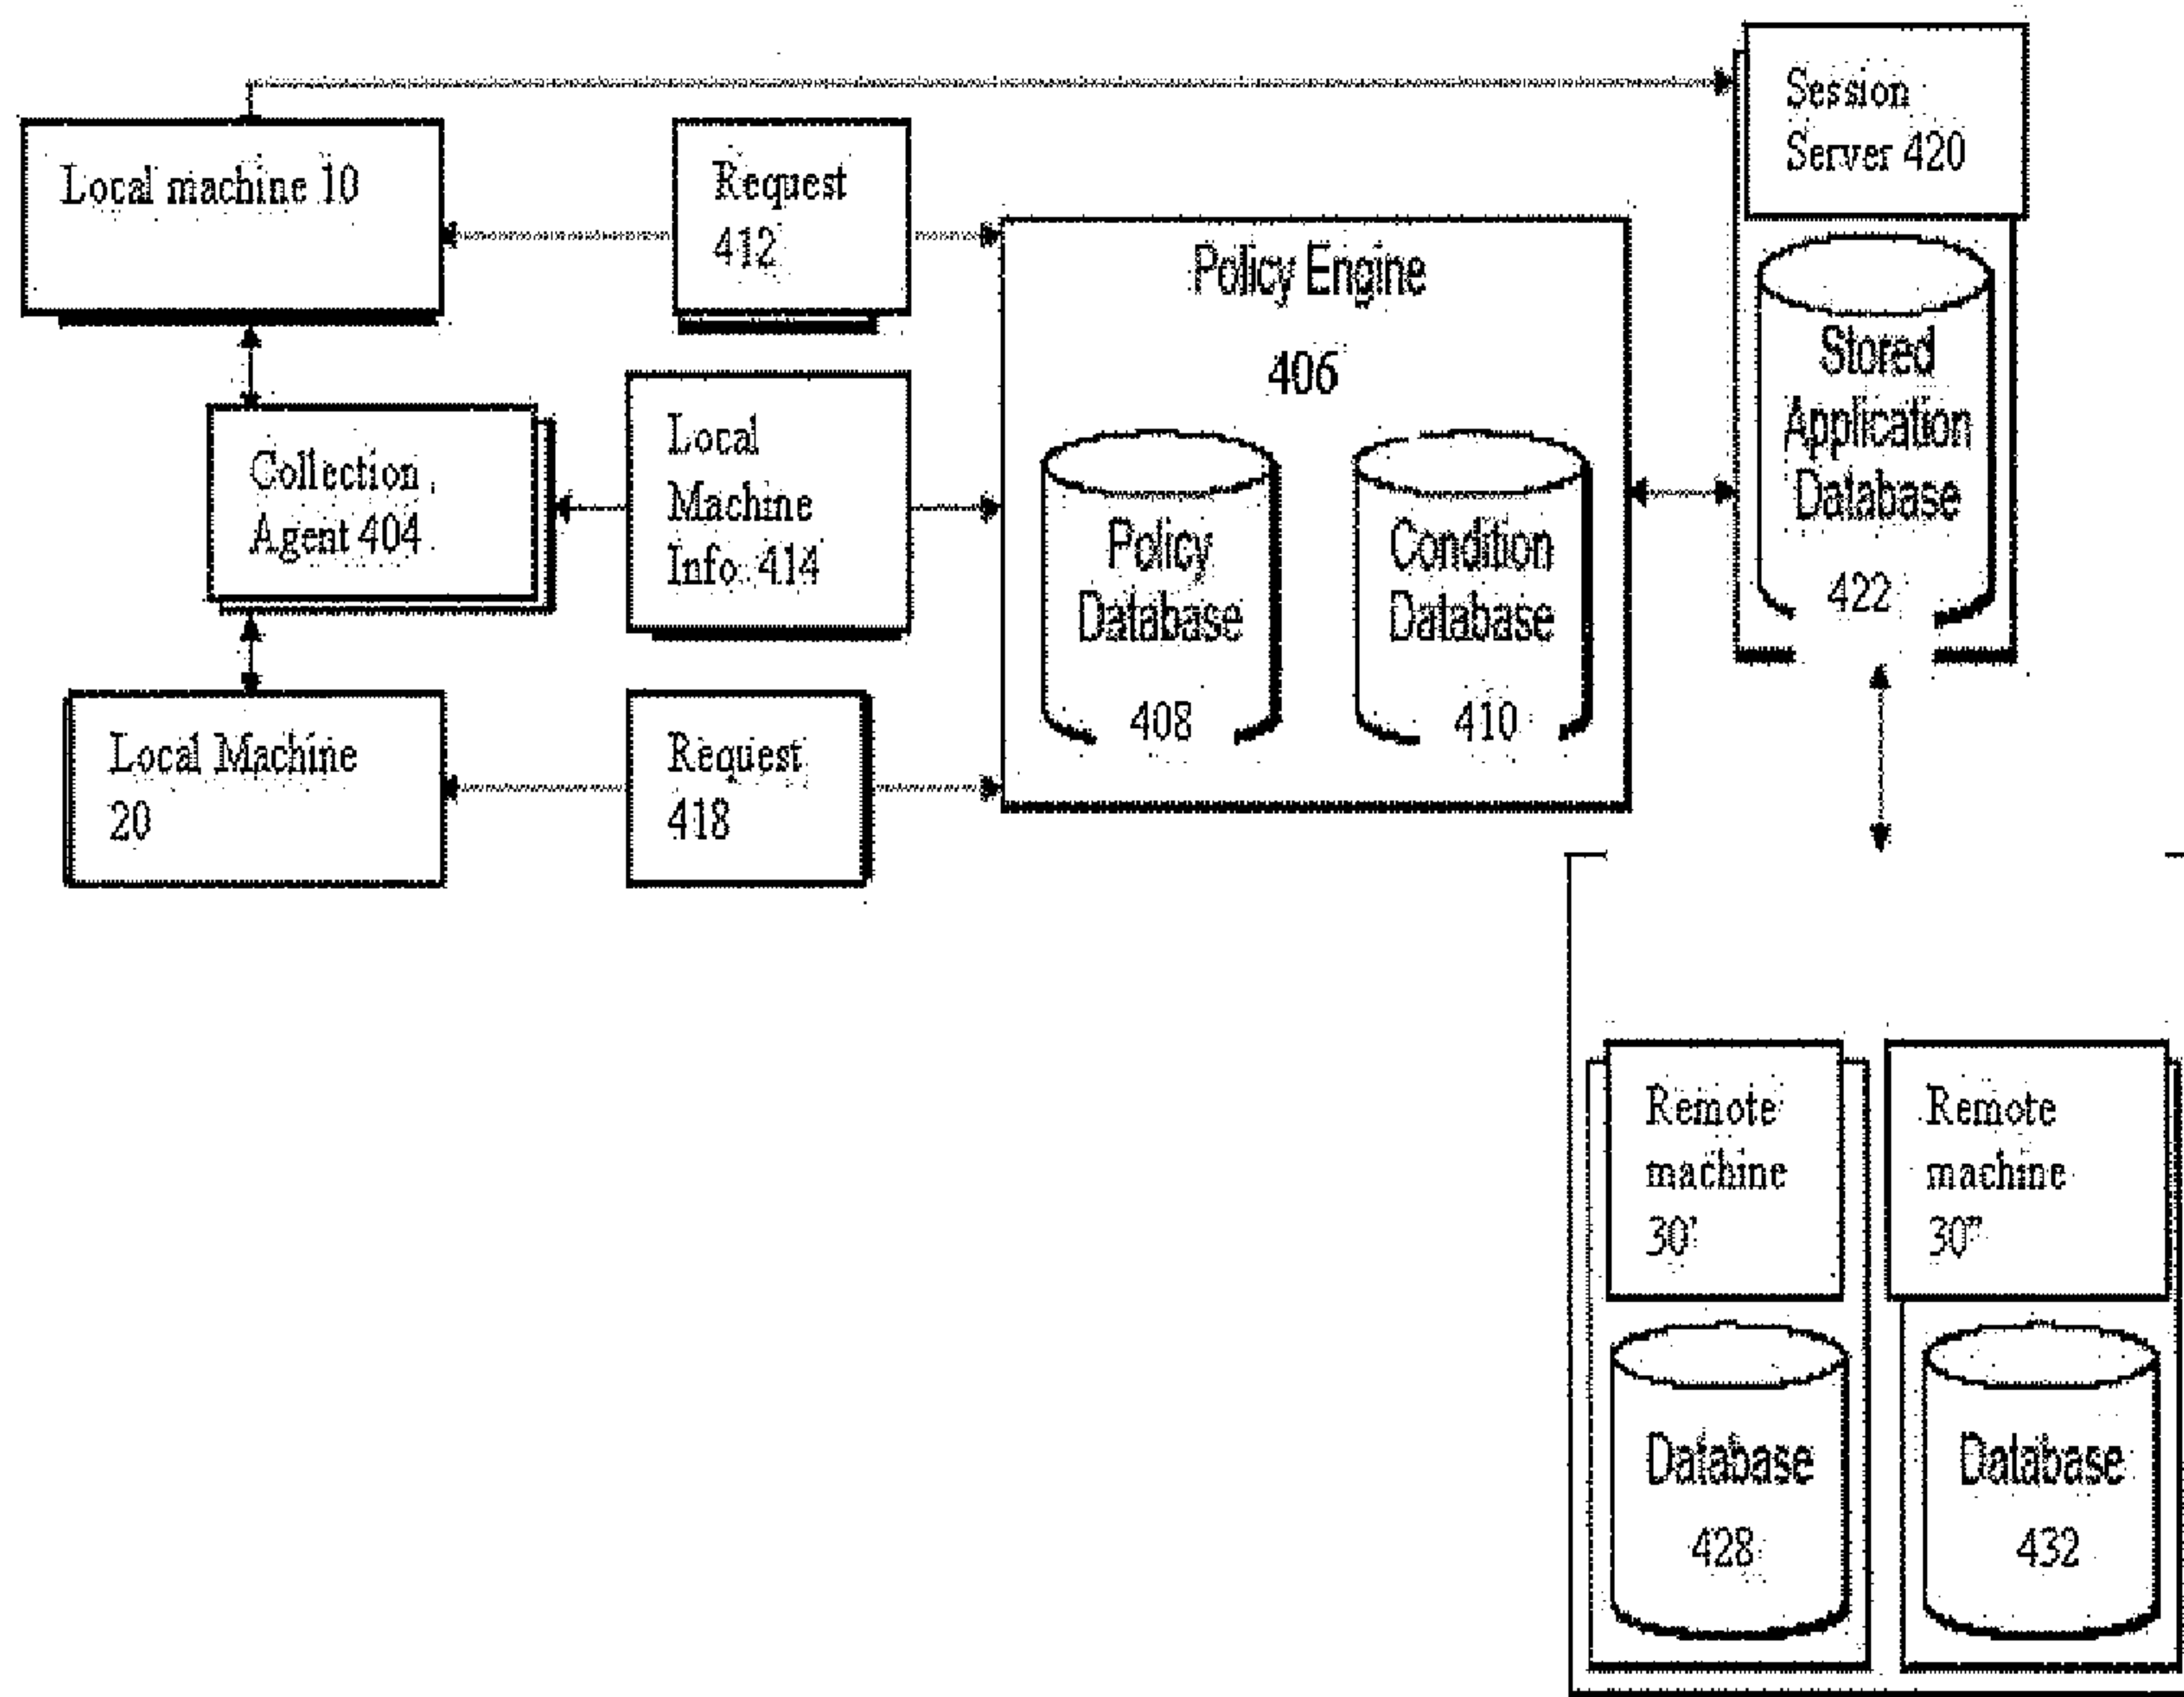 Session
Server 420
Local machine 10
Request
412
Policy Engine
406
Stored
Application
Database
422
Local
Machine
Info 414
Collection
Agent 404
Policy
Database
408
Condition
Database
410
Local Machine
20
Request
418
Remote
machine
30'
Remote
machine
30"
Database
428
Database
432